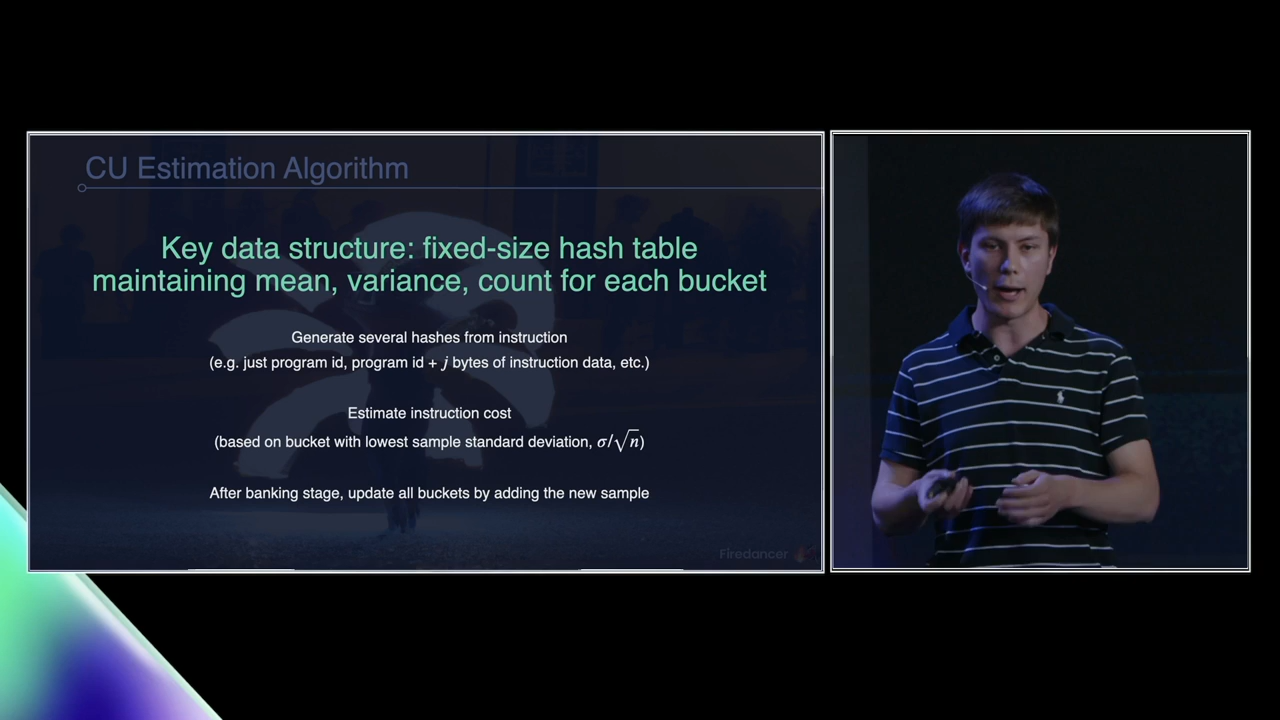 CU Estimation Algorithm
Key data structure: fixed-size hash table
maintaining mean, variance, count for each bucket
Generate several hashes from instruction
(e.g. just program id, program id + j bytes of instruction data, etc.)
Estimate instruction cost
(based on bucket with lowest sample standard deviation, σ/√n)
After banking stage, update all buckets by adding the new sample
Firedancer